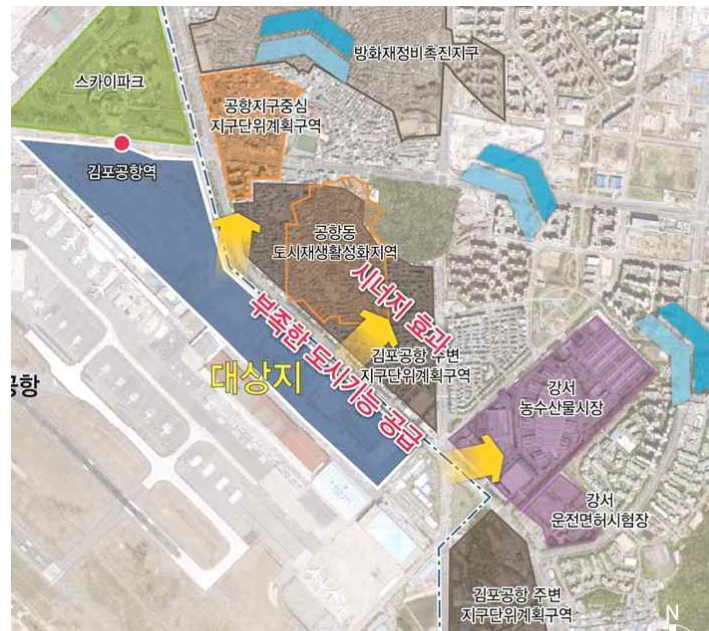 스카이파크
방화재정비촉진지구
공항지구중심
지구단위계획구역
김포공항역
공항동
도시재생활성화지역
시너지 효과
부족한 도시기능 공급
김포공항 주변
지구단위계획구역
대상지
공항
강서
농수산물시장
강서
운전면허시험장
김포공항 주변
지구단위계획구역
N